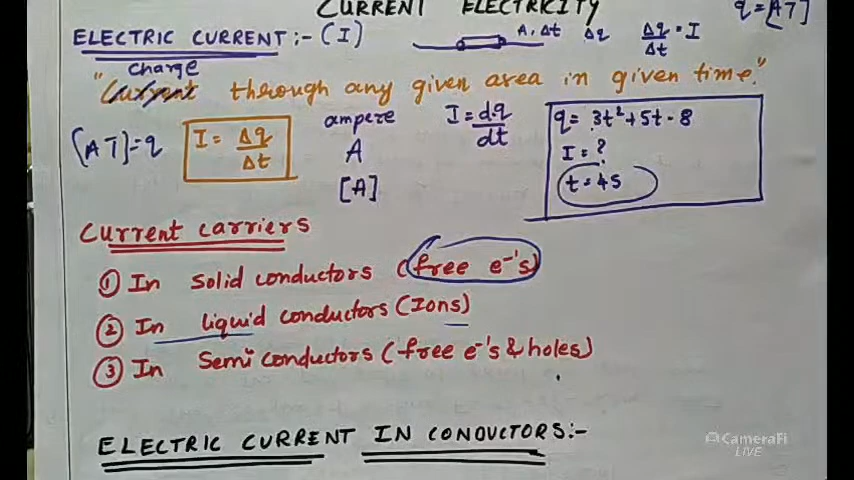 CURRENT ELECTRICITY
q = [AT]
ELECTRIC CURRENT :- (I)
A, Δt Δq Δq/Δt = I
charge
"Current through any given area in given time."
[AT] = q I = Δq/Δt ampere I = dq/dt q = 3t² + 5t - 8
A I = ?
[A] t = 4s
Current carriers
① In solid conductors (free e⁻'s)
② In liquid conductors (Ions)
③ In Semi conductors (free e⁻'s & holes)
ELECTRIC CURRENT IN CONDUCTORS :-
CameraFi
LIVE